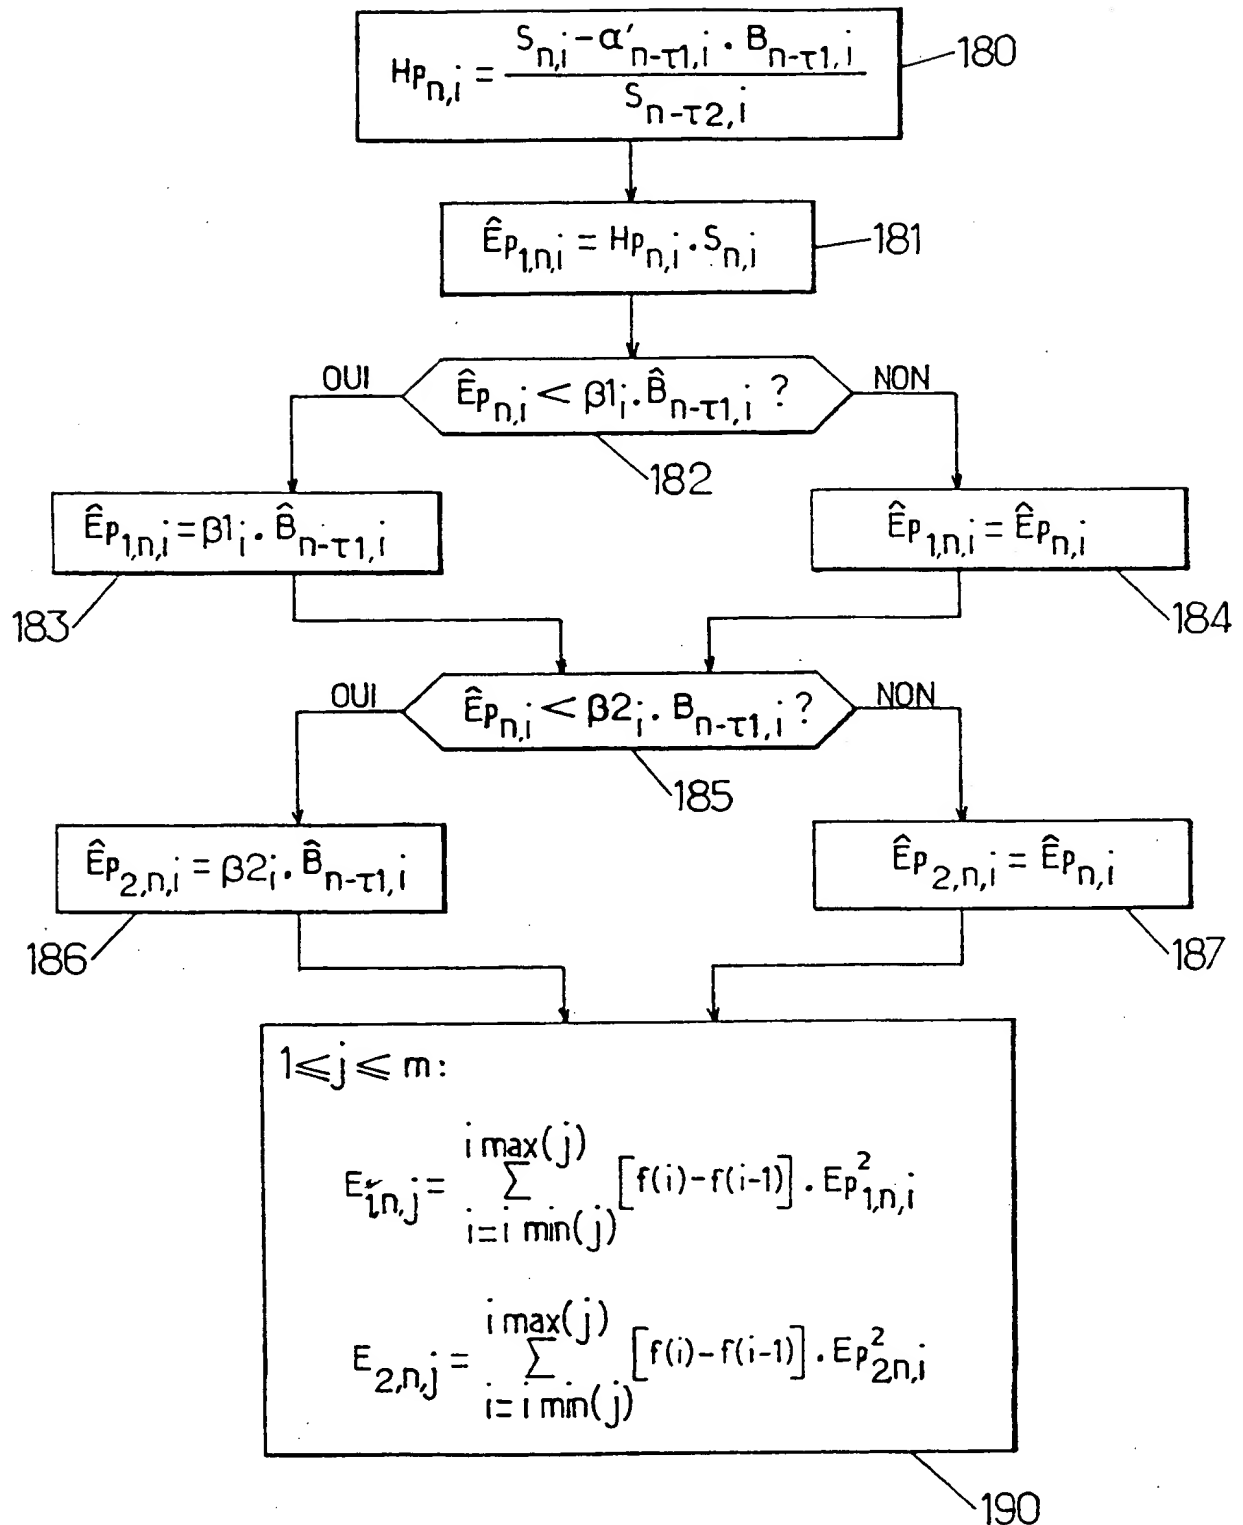 Hp_{n,i} = \frac{S_{n,i} - α'_{n-τ1,i} . B_{n-τ1,i}}{S_{n-τ2,i}}
180
Êp_{1,n,i} = Hp_{n,i} . S_{n,i}
181
OUI
Êp_{n,i} < β1_i . B̂_{n-τ1,i} ?
NON
182
Êp_{1,n,i} = β1_i . B̂_{n-τ1,i}
183
Êp_{1,n,i} = Êp_{n,i}
184
OUI
Êp_{n,i} < β2_i . B_{n-τ1,i} ?
NON
185
Êp_{2,n,i} = β2_i . B̂_{n-τ1,i}
186
Êp_{2,n,i} = Êp_{n,i}
187
1 ⩽ j ⩽ m :
E_{1,n,j} = \sum_{i=i min(j)}^{i max(j)} [f(i)-f(i-1)] . Ep²_{1,n,i}
E_{2,n,j} = \sum_{i=i min(j)}^{i max(j)} [f(i)-f(i-1)] . Ep²_{2,n,i}
190